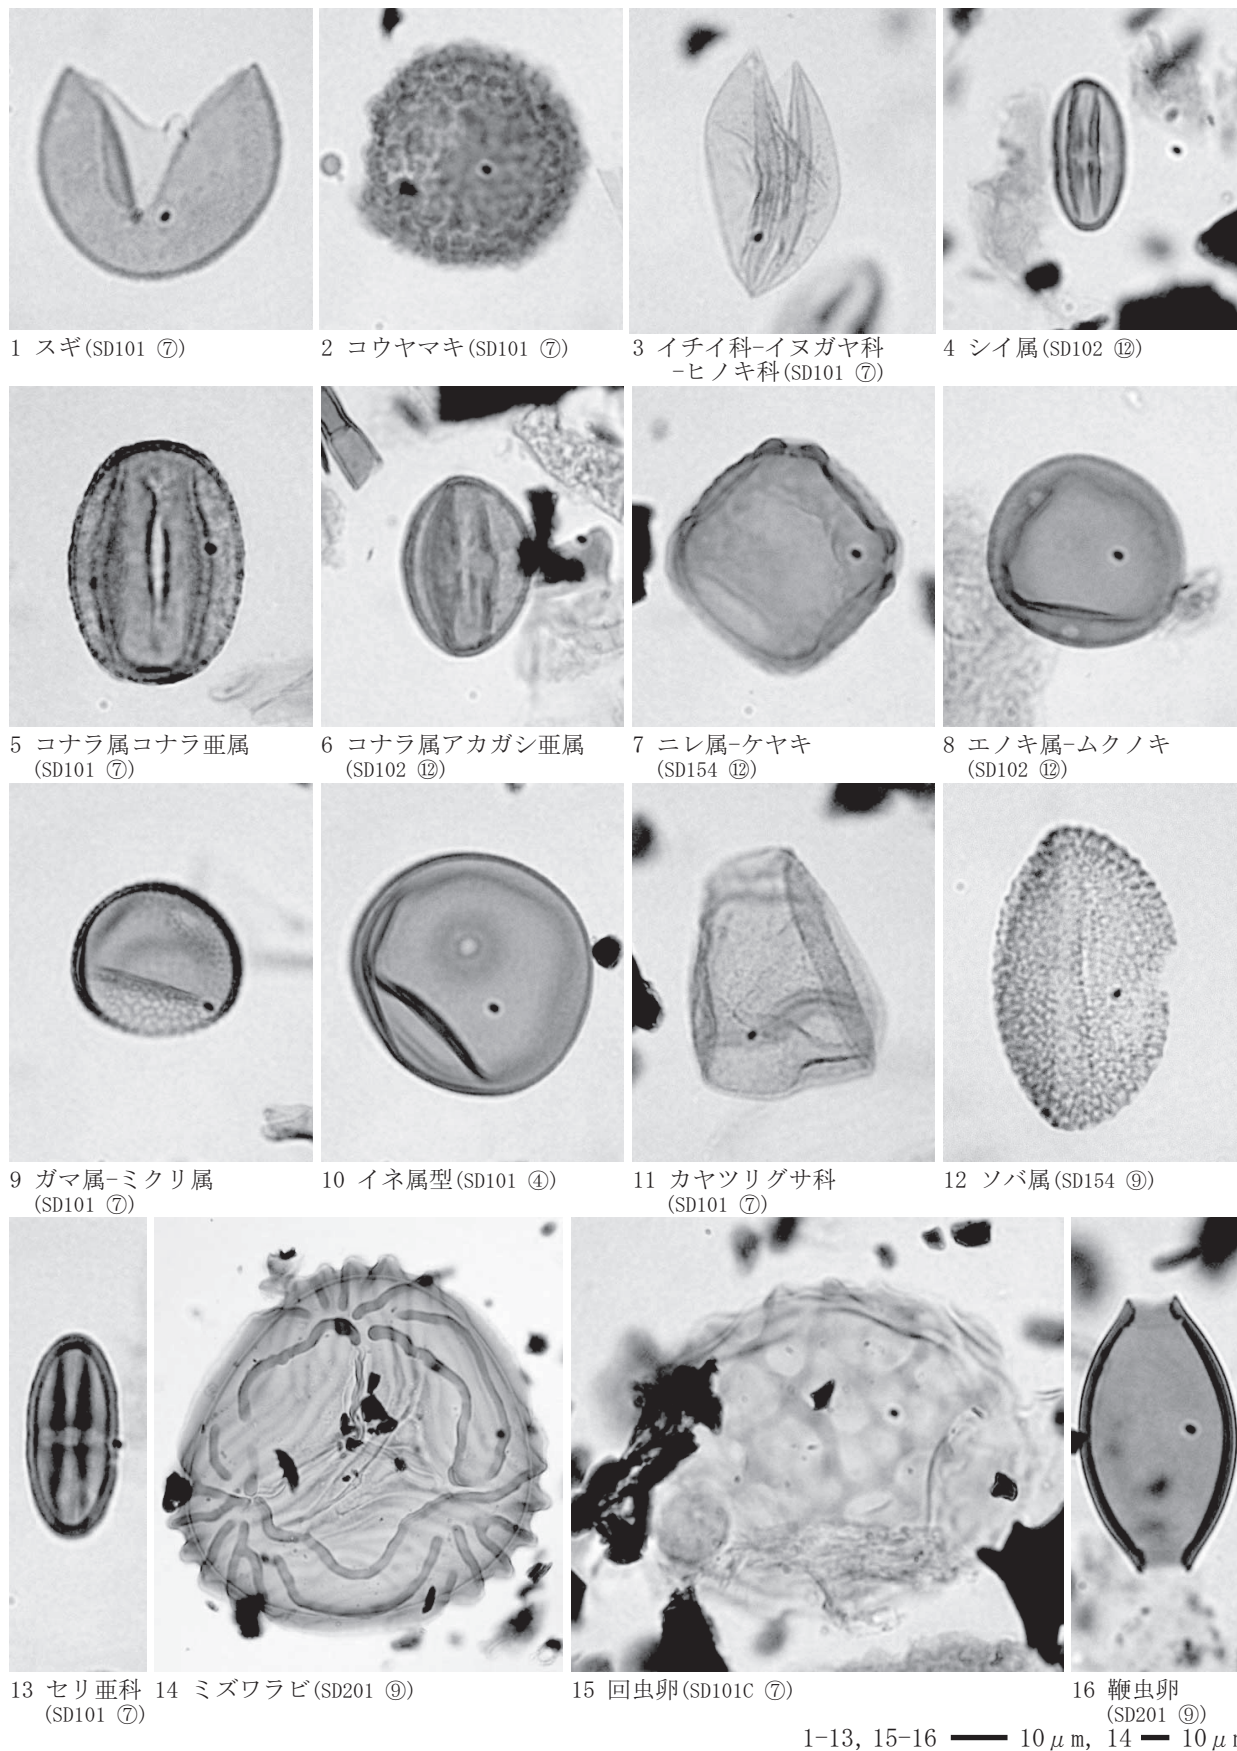 1 スギ(SD101 ⑦)
2 コウヤマキ(SD101 ⑦)
3 イチイ科-イヌガヤ科
-ヒノキ科(SD101 ⑦)
4 シイ属(SD102 ⑫)
5 コナラ属コナラ亜属
(SD101 ⑦)
6 コナラ属アカガシ亜属
(SD102 ⑫)
7 ニレ属-ケヤキ
(SD154 ⑫)
8 エノキ属-ムクノキ
(SD102 ⑫)
9 ガマ属-ミクリ属
(SD101 ⑦)
10 イネ属型(SD101 ④)
11 カヤツリグサ科
(SD101 ⑦)
12 ソバ属(SD154 ⑨)
13 セリ亜科
(SD101 ⑦)
14 ミズワラビ(SD201 ⑨)
15 回虫卵(SD101C ⑦)
16 鞭虫卵
(SD201 ⑨)
1-13, 15-16 10μm, 14 10μ